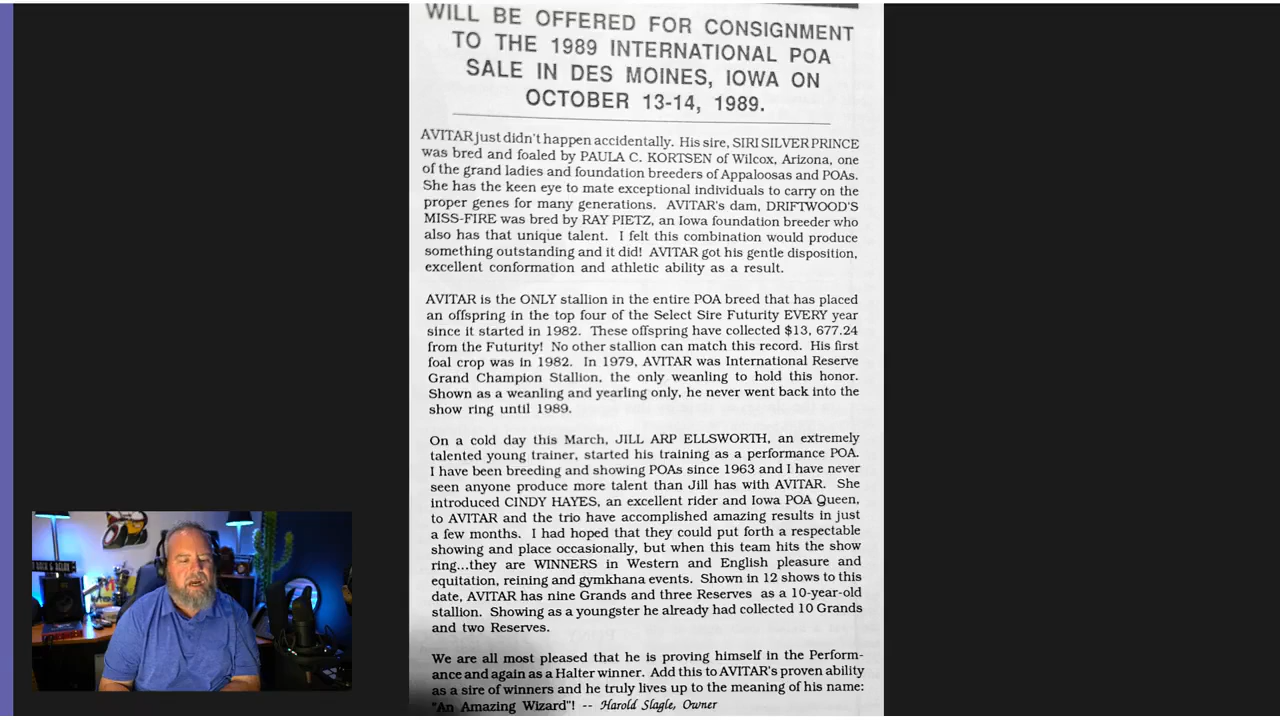 WILL BE OFFERED FOR CONSIGNMENT
TO THE 1989 INTERNATIONAL POA
SALE IN DES MOINES, IOWA ON
OCTOBER 13-14, 1989.
AVITAR just didn't happen accidentally. His sire, SIRI SILVER PRINCE
was bred and foaled by PAULA C. KORTSEN of Wilcox, Arizona, one
of the grand ladies and foundation breeders of Appaloosas and POAs.
She has the keen eye to mate exceptional individuals to carry on the
proper genes for many generations. AVITAR's dam, DRIFTWOOD'S
MISS-FIRE was bred by RAY PIETZ, an Iowa foundation breeder who
also has that unique talent. I felt this combination would produce
something outstanding and it did! AVITAR got his gentle disposition,
excellent conformation and athletic ability as a result.
AVITAR is the ONLY stallion in the entire POA breed that has placed
an offspring in the top four of the Select Sire Futurity EVERY year
since it started in 1982. These offspring have collected $13, 677.24
from the Futurity! No other stallion can match this record. His first
foal crop was in 1982. In 1979, AVITAR was International Reserve
Grand Champion Stallion, the only weanling to hold this honor.
Shown as a weanling and yearling only, he never went back into the
show ring until 1989.
On a cold day this March, JILL ARP ELLSWORTH, an extremely
talented young trainer, started his training as a performance POA.
I have been breeding and showing POAs since 1963 and I have never
seen anyone produce more talent than Jill has with AVITAR. She
introduced CINDY HAYES, an excellent rider and Iowa POA Queen,
to AVITAR and the trio have accomplished amazing results in just
a few months. I had hoped that they could put forth a respectable
showing and place occasionally, but when this team hits the show
ring...they are WINNERS in Western and English pleasure and
equitation, reining and gymkhana events. Shown in 12 shows to this
date, AVITAR has nine Grands and three Reserves as a 10-year-old
stallion. Showing as a youngster he already had collected 10 Grands
and two Reserves.
We are all most pleased that he is proving himself in the Perform-
ance and again as a Halter winner. Add this to AVITAR's proven ability
as a sire of winners and he truly lives up to the meaning of his name:
"An Amazing Wizard"! -- Harold Slagle, Owner